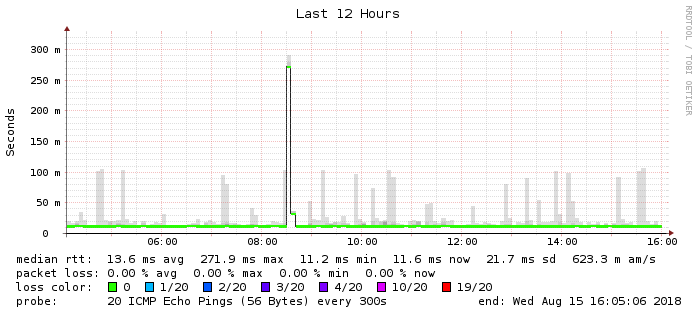 Last 12 Hours
RRDTOOL / TOBI OETIKER
Seconds
300 m
250 m
200 m
150 m
100 m
50 m
0
06:00 08:00 10:00 12:00 14:00 16:00
median rtt: 13.6 ms avg 271.9 ms max 11.2 ms min 11.6 ms now 21.7 ms sd 623.3 m am/s
packet loss: 0.00 % avg 0.00 % max 0.00 % min 0.00 % now
loss color: 0 1/20 2/20 3/20 4/20 10/20 19/20
probe: 20 ICMP Echo Pings (56 Bytes) every 300s end: Wed Aug 15 16:05:06 2018